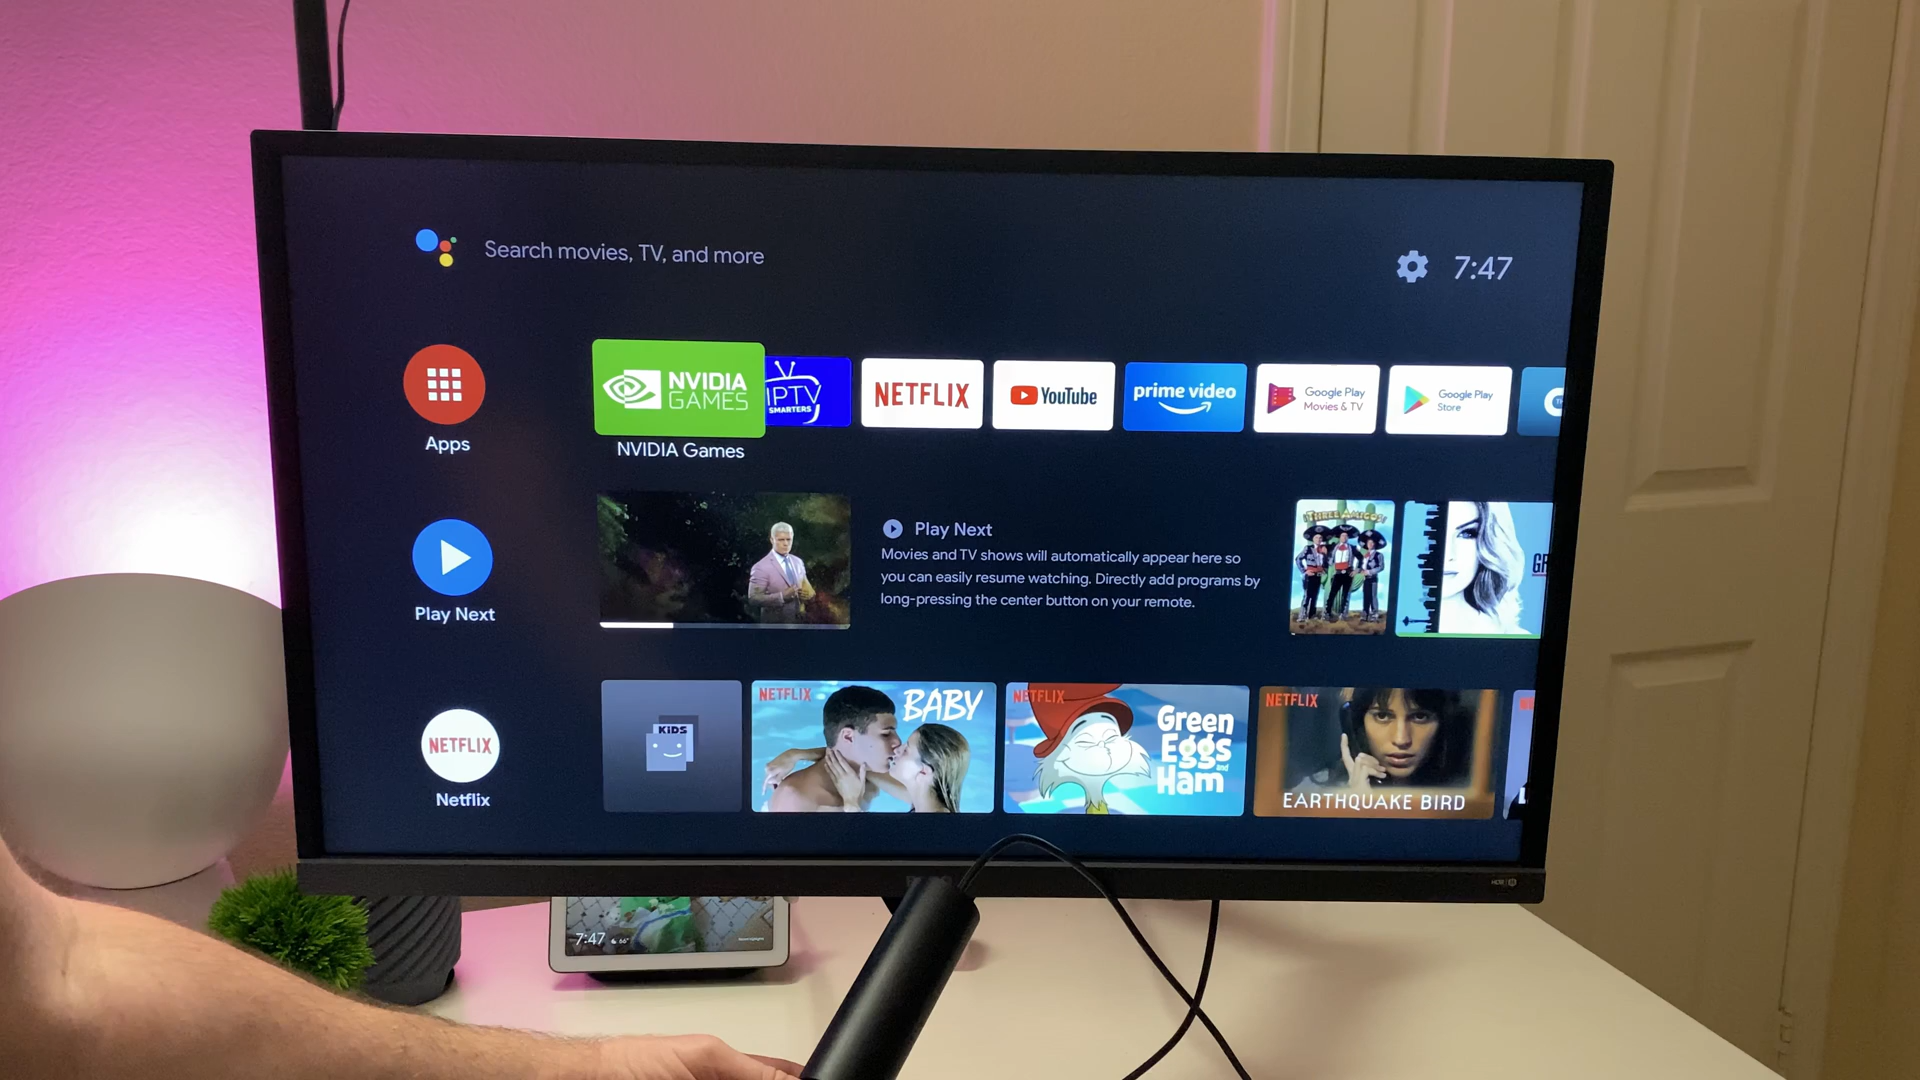 Search movies, TV, and more
7:47
NVIDIA
GAMES
IPTV
SMARTERS
NETFLIX
YouTube
prime video
Google Play
Movies & TV
Google Play
Store
Apps
NVIDIA Games
Play Next
Movies and TV shows will automatically appear here so
you can easily resume watching. Directly add programs by
long-pressing the center button on your remote.
THREE AMIGOS
GR
Play Next
KiDS
NETFLIX
BABY
NETFLIX
Green
Eggs
and
Ham
NETFLIX
EARTHQUAKE BIRD
NETFLIX
Netflix
7:47
66°